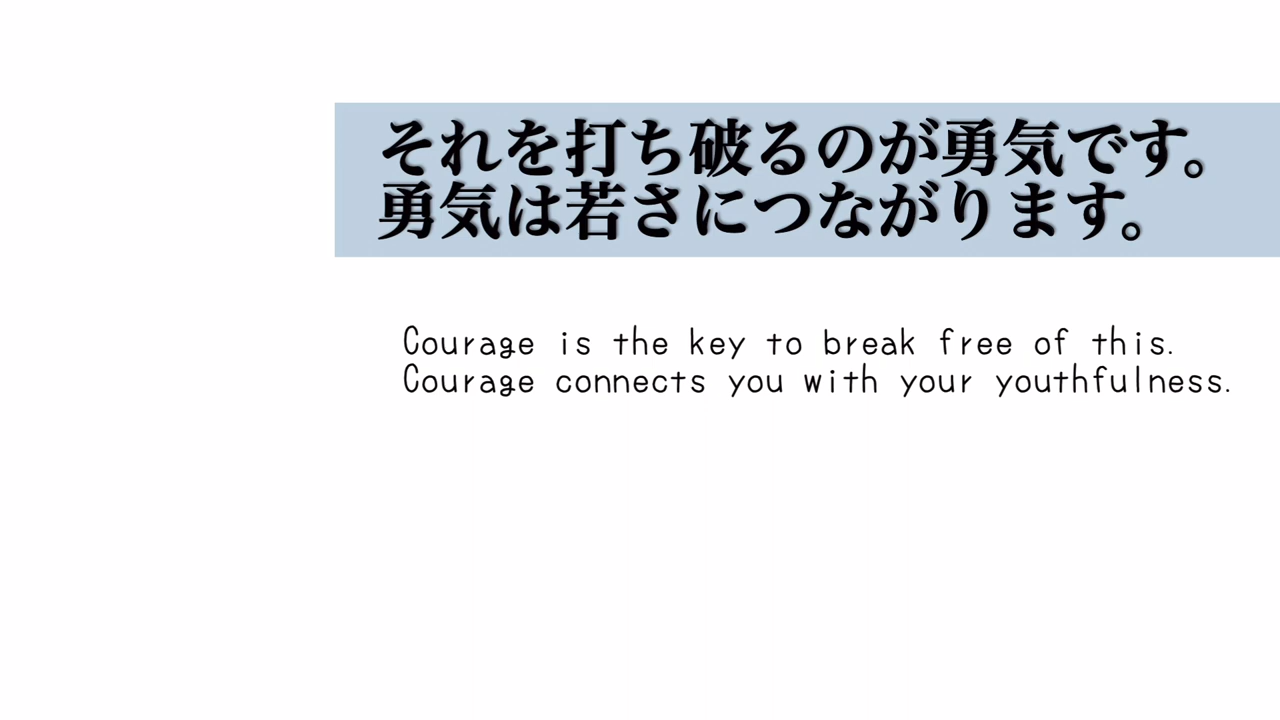 それを打ち破るのが勇気です。
勇気は若さにつながります。
Courage is the key to break free of this.
Courage connects you with your youthfulness.